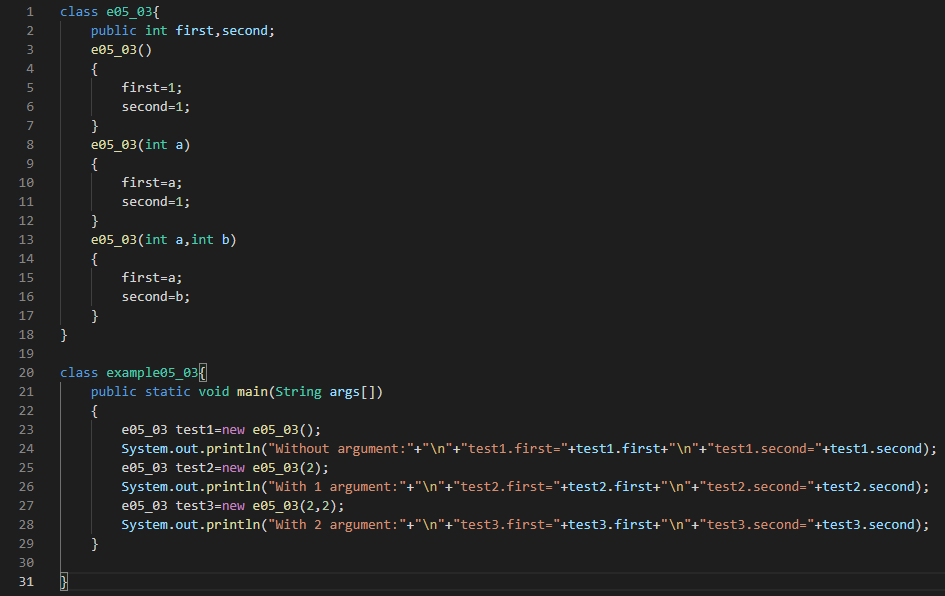 1 class e05_03{
2 public int first,second;
3 e05_03()
4 {
5 first=1;
6 second=1;
7 }
8 e05_03(int a)
9 {
10 first=a;
11 second=1;
12 }
13 e05_03(int a,int b)
14 {
15 first=a;
16 second=b;
17 }
18 }
19
20 class example05_03{
21 public static void main(String args[])
22 {
23 e05_03 test1=new e05_03();
24 System.out.println("Without argument:"+"\n"+"test1.first="+test1.first+"\n"+"test1.second="+test1.second);
25 e05_03 test2=new e05_03(2);
26 System.out.println("With 1 argument:"+"\n"+"test2.first="+test2.first+"\n"+"test2.second="+test2.second);
27 e05_03 test3=new e05_03(2,2);
28 System.out.println("With 2 argument:"+"\n"+"test3.first="+test3.first+"\n"+"test3.second="+test3.second);
29 }
30
31 }